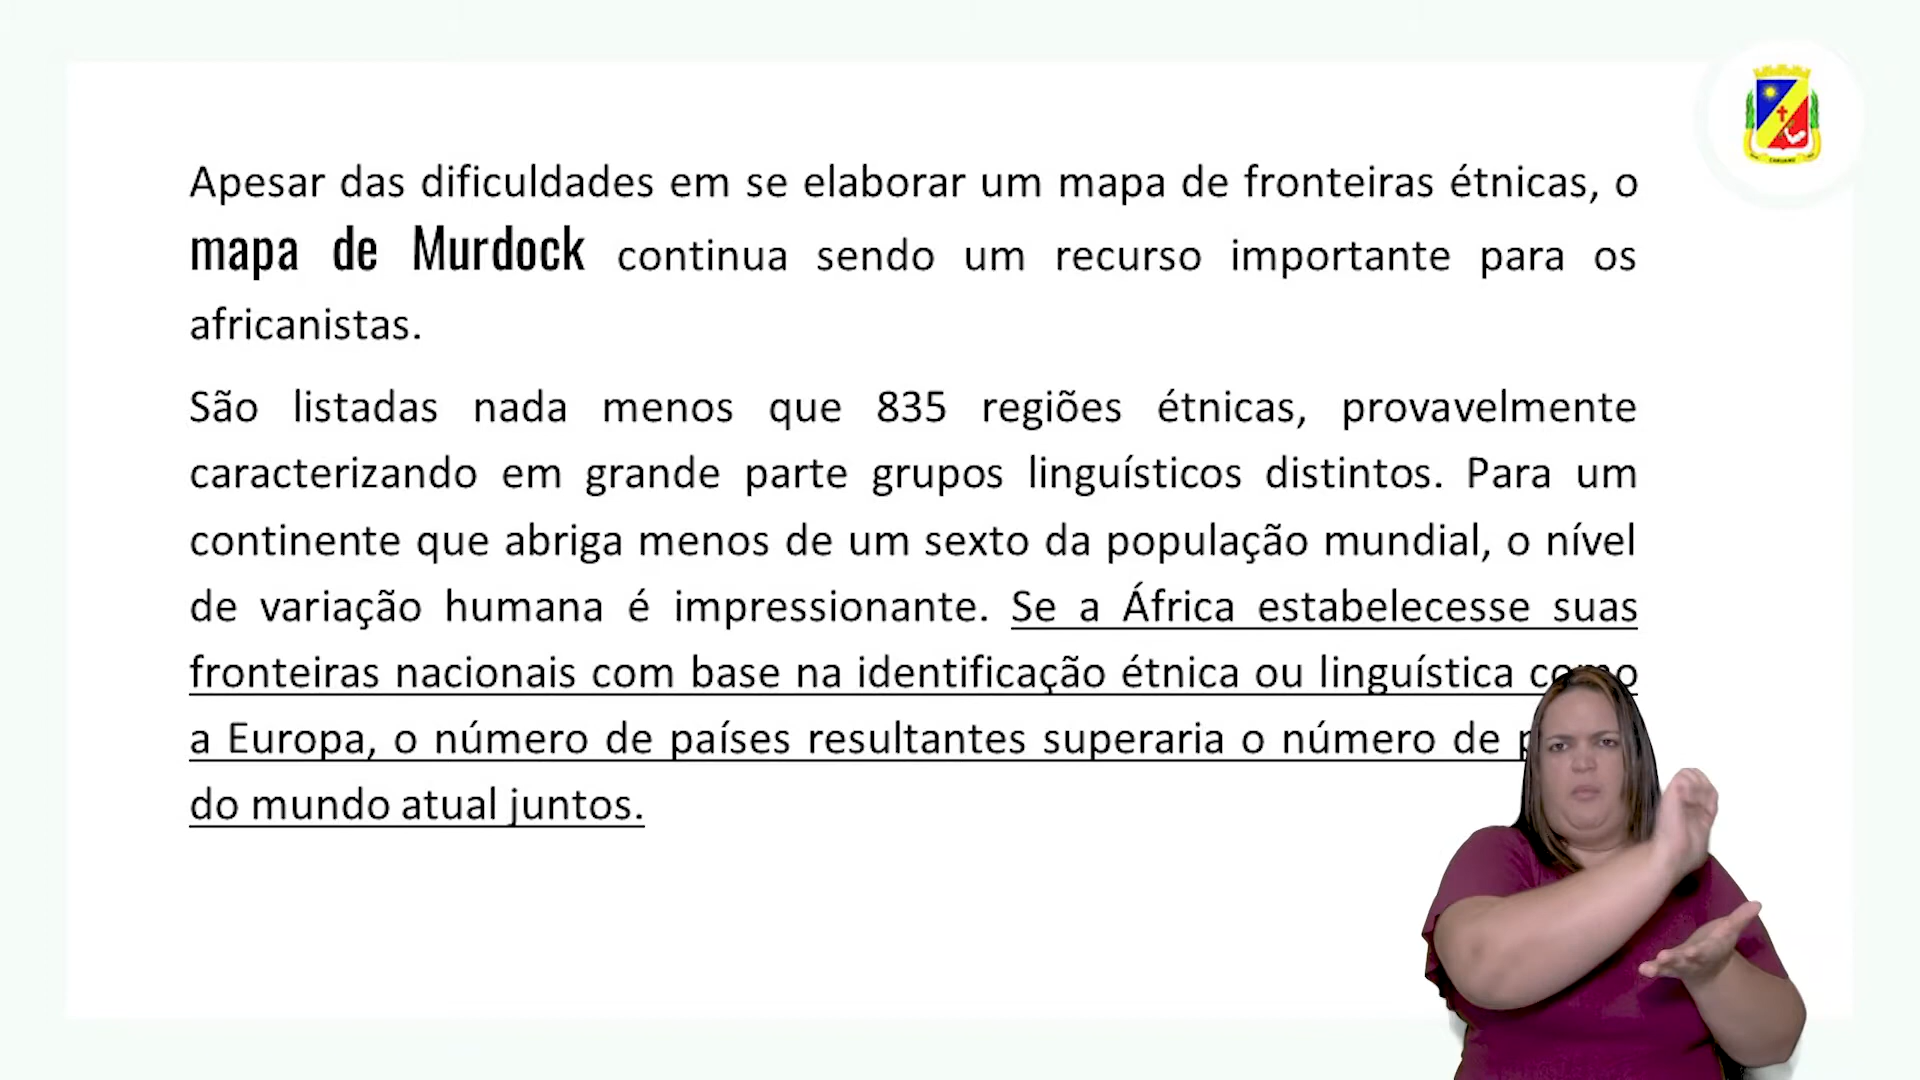 Apesar das dificuldades em se elaborar um mapa de fronteiras étnicas, o
mapa de Murdock continua sendo um recurso importante para os
africanistas.
São listadas nada menos que 835 regiões étnicas, provavelmente
caracterizando em grande parte grupos linguísticos distintos. Para um
continente que abriga menos de um sexto da população mundial, o nível
de variação humana é impressionante. Se a África estabelecesse suas
fronteiras nacionais com base na identificação étnica ou linguística como
a Europa, o número de países resultantes superaria o número de
do mundo atual juntos.